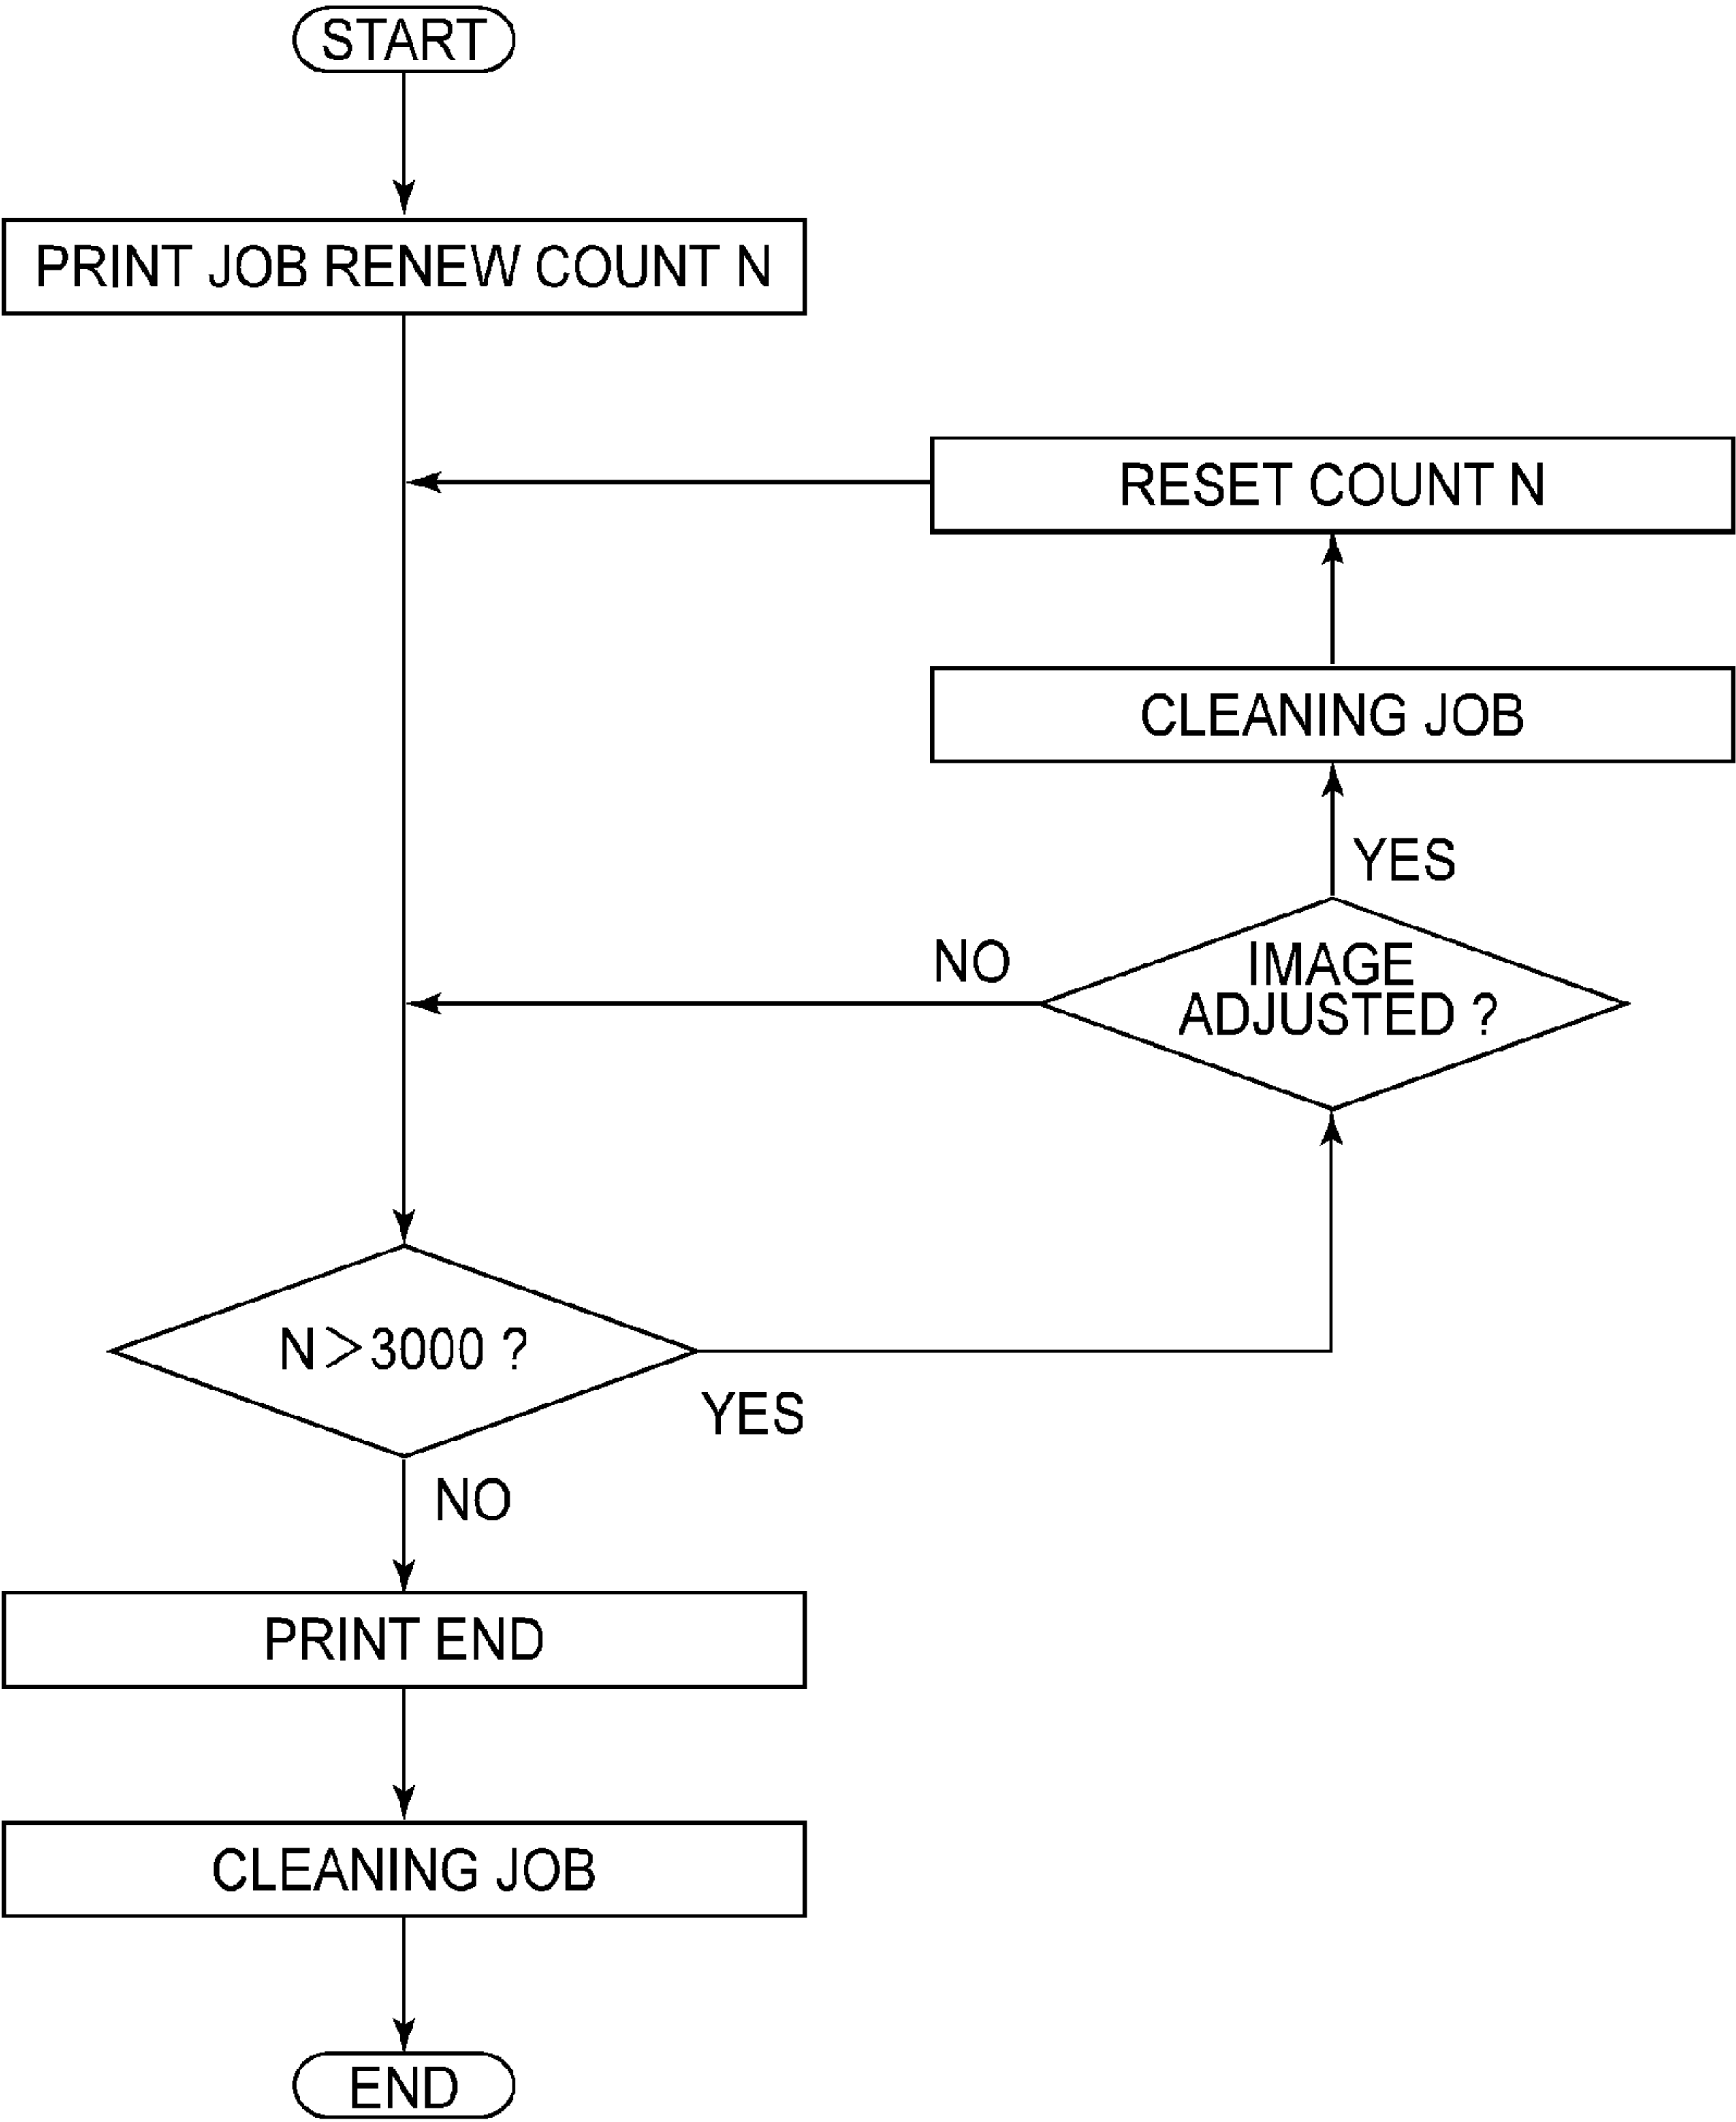 START
PRINT JOB RENEW COUNT N
RESET COUNT N
CLEANING JOB
YES
NO
IMAGE
ADJUSTED ?
N＞3000 ?
YES
NO
PRINT END
CLEANING JOB
END